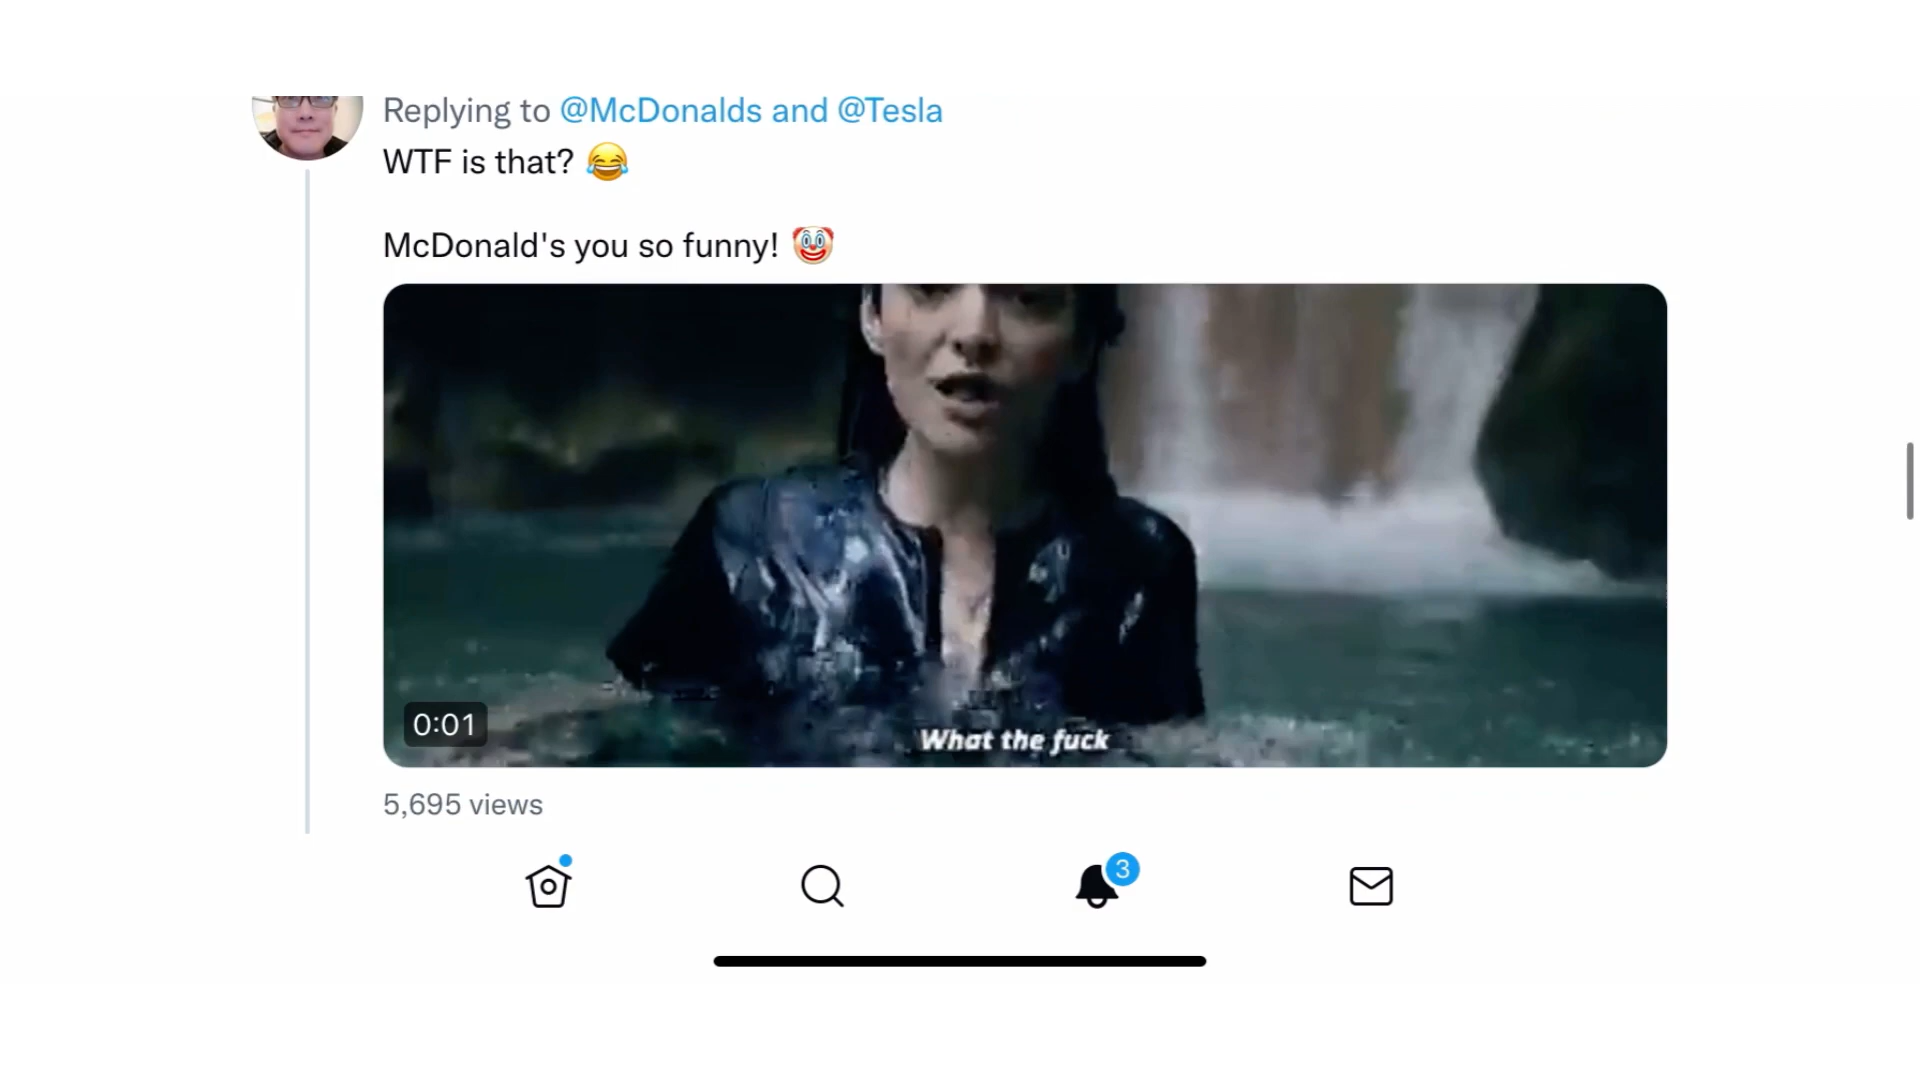 Replying to @McDonalds and @Tesla
WTF is that? 😂
McDonald's you so funny! 🤡
What the fuck
0:01
5,695 views
3